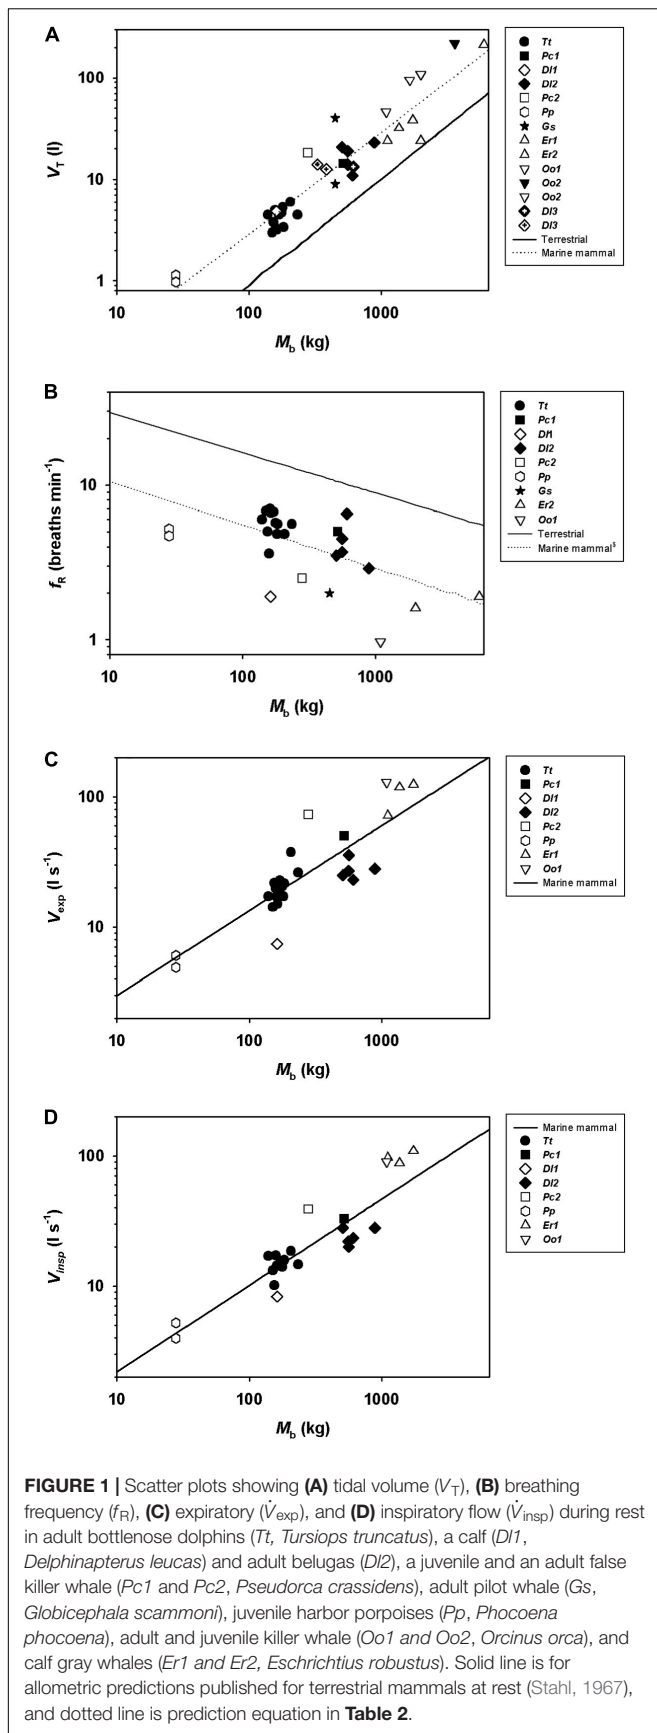 A
V_T (l)
100
10
1
10
100
1000
M_b (kg)
Tt
Pc1
Dl1
Dl2
Pc2
Pp
Gs
Er1
Er2
Oo1
Oo2
Oo2
Dl3
Dl3
Terrestrial
Marine mammal
B
f_R (breaths min⁻¹)
10
1
10
100
1000
M_b (kg)
Tt
Pc1
Dl1
Dl2
Pc2
Pp
Gs
Er2
Oo1
Terrestrial
Marine mammal$
C
V_exp (l s⁻¹)
100
10
10
100
1000
M_b (kg)
Tt
Pc1
Dl1
Dl2
Pc2
Pp
Er1
Oo1
Marine mammal
D
V_insp (l s⁻¹)
100
10
10
100
1000
M_b (kg)
Marine mammal
Tt
Pc1
Dl1
Dl2
Pc2
Pp
Er1
Oo1
FIGURE 1 | Scatter plots showing (A) tidal volume (V_T), (B) breathing
frequency (f_R), (C) expiratory (V̇_exp), and (D) inspiratory flow (V̇_insp) during rest
in adult bottlenose dolphins (Tt, Tursiops truncatus), a calf (Dl1,
Delphinapterus leucas) and adult belugas (Dl2), a juvenile and an adult false
killer whale (Pc1 and Pc2, Pseudorca crassidens), adult pilot whale (Gs,
Globicephala scammoni), juvenile harbor porpoises (Pp, Phocoena
phocoena), adult and juvenile killer whale (Oo1 and Oo2, Orcinus orca), and
calf gray whales (Er1 and Er2, Eschrichtius robustus). Solid line is for
allometric predictions published for terrestrial mammals at rest (Stahl, 1967),
and dotted line is prediction equation in Table 2.